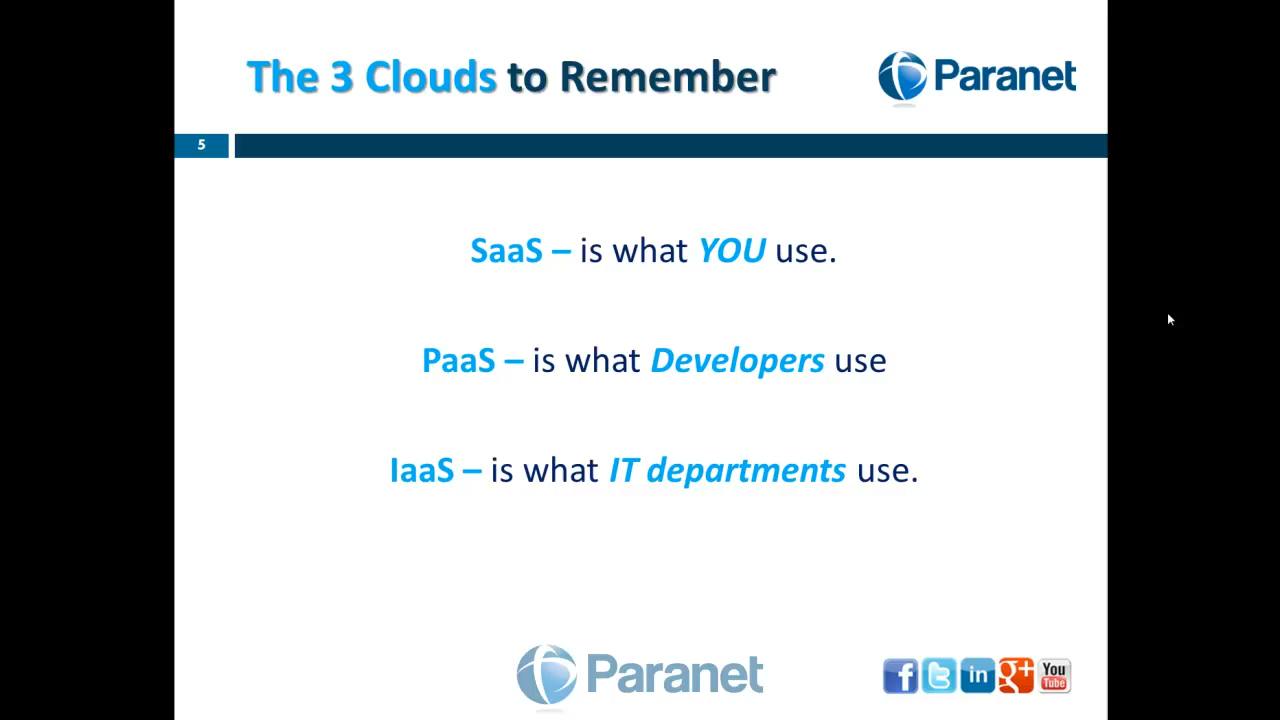 The 3 Clouds to Remember
Paranet
5
SaaS – is what YOU use.
PaaS – is what Developers use
IaaS – is what IT departments use.
Paranet
f
t
in
g+
You
Tube